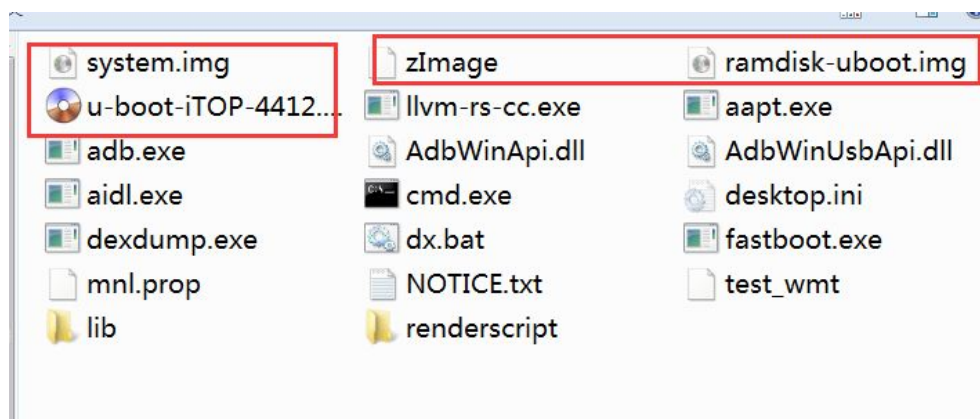 system.img zImage ramdisk-uboot.img
u-boot-iTOP-4412.... llvm-rs-cc.exe aapt.exe
adb.exe AdbWinApi.dll AdbWinUsbApi.dll
aidl.exe cmd.exe desktop.ini
dexdump.exe dx.bat fastboot.exe
mnl.prop NOTICE.txt test_wmt
lib renderscript